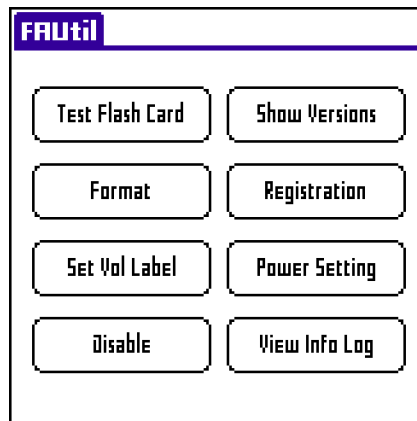 FAUtil
Test Flash Card
Show Versions
Format
Registration
Set Vol Label
Power Setting
Disable
View Info Log